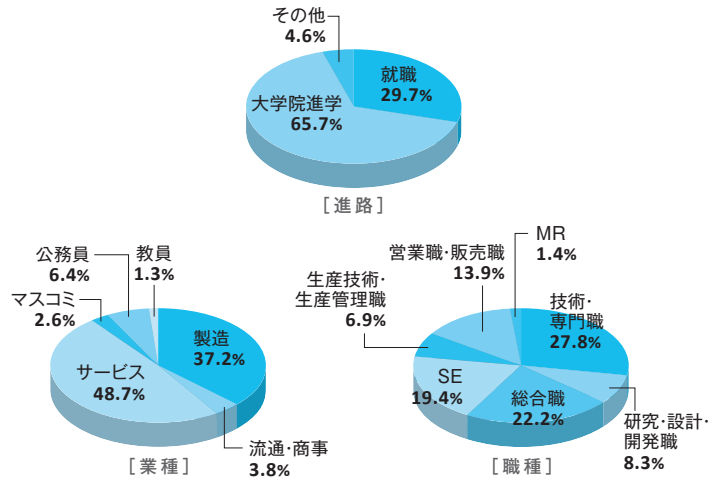 その他
4.6%
就職
29.7%
大学院進学
65.7%
[進路]
公務員
6.4%
教員
1.3%
マスコミ
2.6%
製造
37.2%
サービス
48.7%
流通・商事
3.8%
[業種]
MR
1.4%
営業職・販売職
13.9%
生産技術・
生産管理職
6.9%
技術・
専門職
27.8%
SE
19.4%
総合職
22.2%
研究・設計・
開発職
8.3%
[職種]